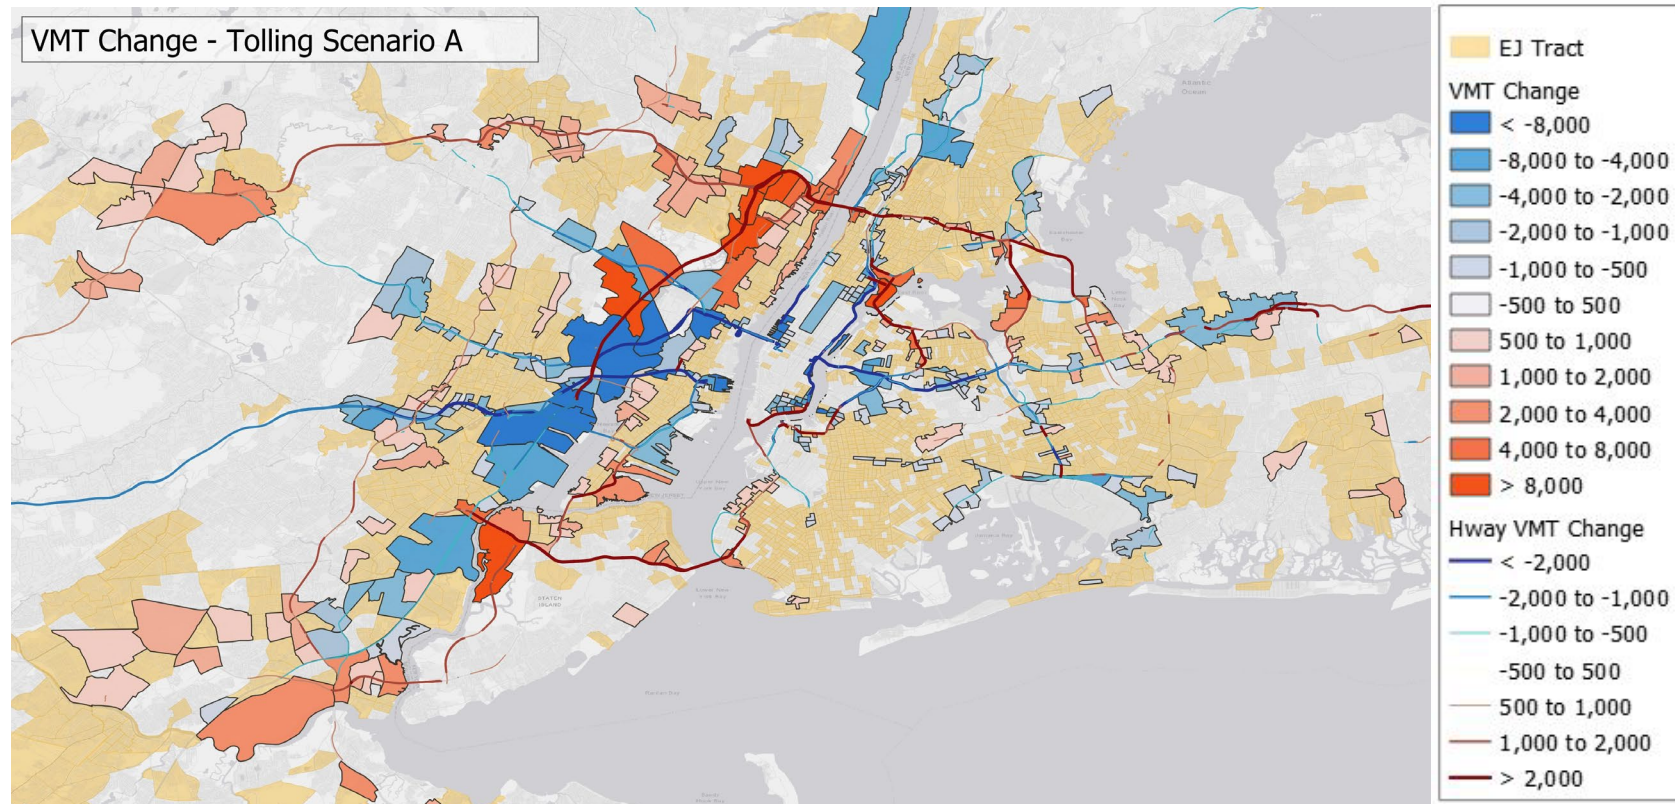 VMT Change - Tolling Scenario A
EJ Tract
VMT Change
< -8,000
-8,000 to -4,000
-4,000 to -2,000
-2,000 to -1,000
-1,000 to -500
-500 to 500
500 to 1,000
1,000 to 2,000
2,000 to 4,000
4,000 to 8,000
> 8,000
Hway VMT Change
< -2,000
-2,000 to -1,000
-1,000 to -500
-500 to 500
500 to 1,000
1,000 to 2,000
> 2,000
STATEN
ISLAND